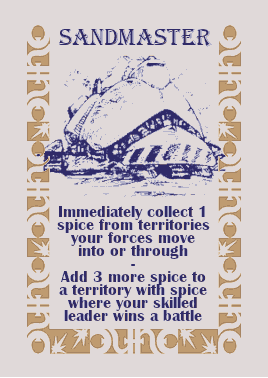 SANDMASTER
Immediately collect 1
spice from territories
your forces move
into or through
-
Add 3 more spice to
a territory with spice
where your skilled
leader wins a battle